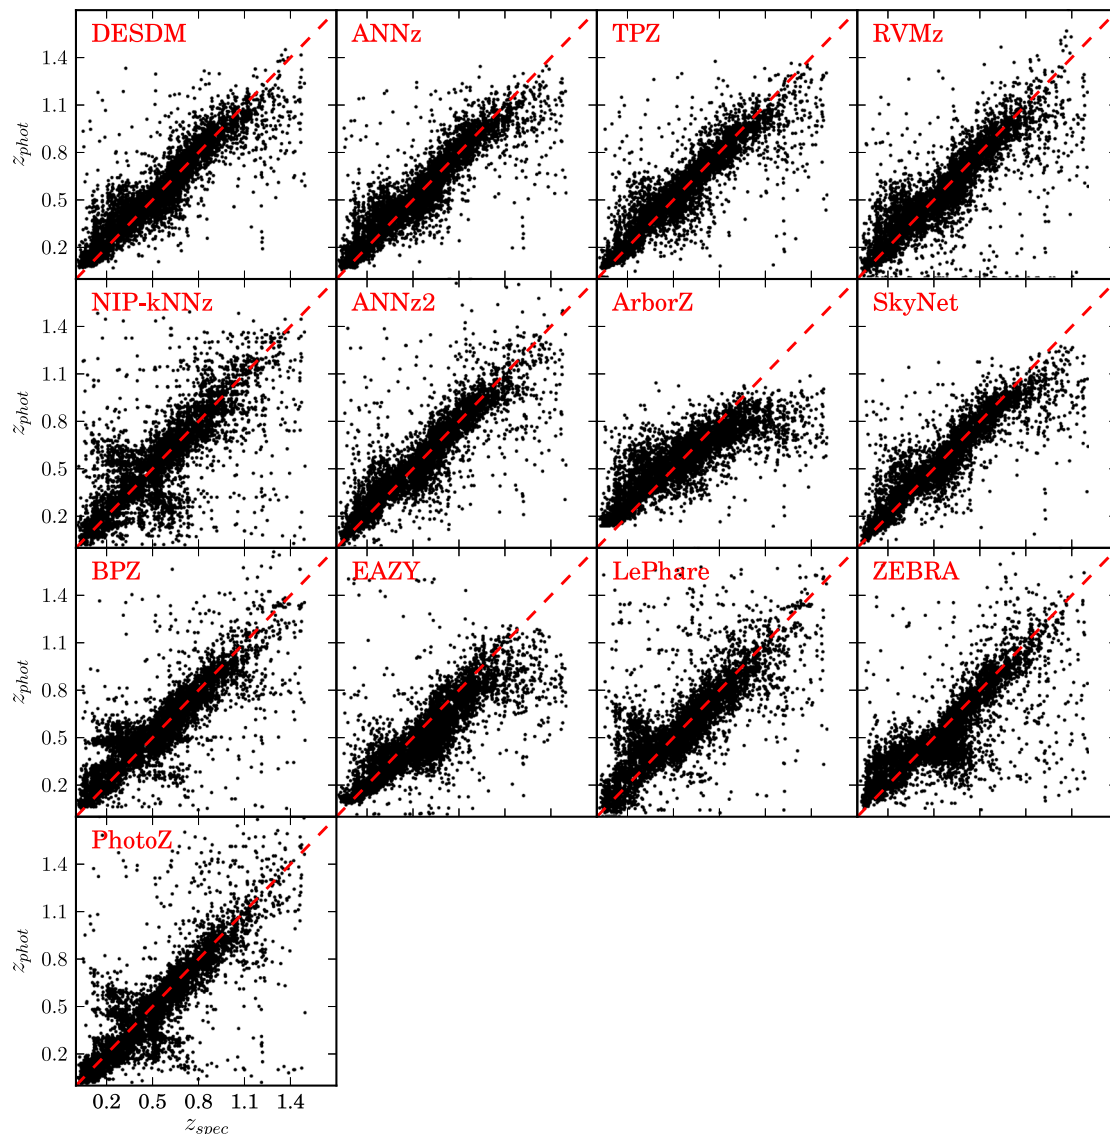 DESDM ANNz TPZ RVMz
1.4
1.1
z_phot 0.8
0.5
0.2
NIP-kNNz ANNz2 ArborZ SkyNet
1.4
1.1
z_phot 0.8
0.5
0.2
BPZ EAZY LePhare ZEBRA
1.4
1.1
z_phot 0.8
0.5
0.2
PhotoZ
1.4
1.1
z_phot 0.8
0.5
0.2
0.2 0.5 0.8 1.1 1.4
z_spec